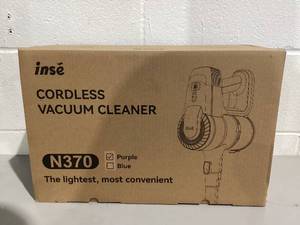 insé
CORDLESS
VACUUM CLEANER
N370
Purple
Blue
The lightest, most convenient